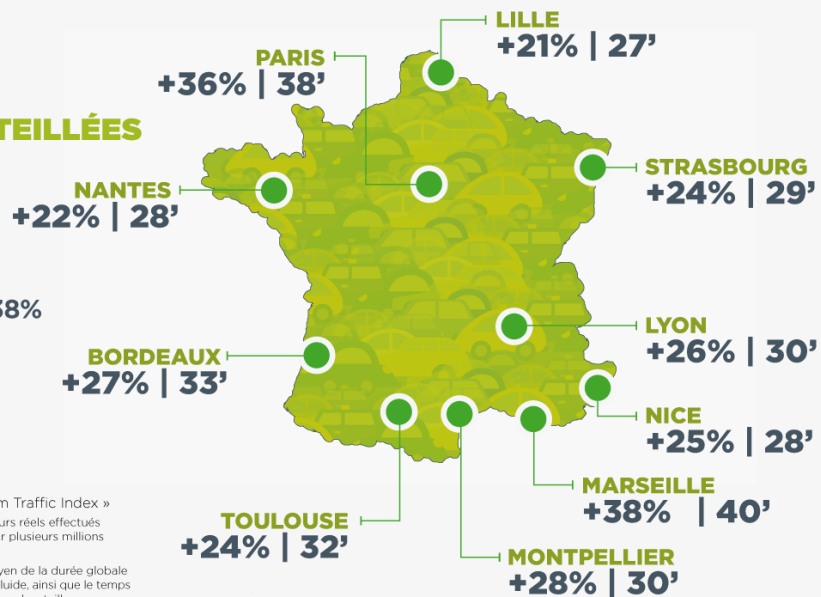 LILLE
+21% | 27’
PARIS
+36% | 38’
TEILLÉES
STRASBOURG
+24% | 29’
NANTES
+22% | 28’
38%
LYON
+26% | 30’
BORDEAUX
+27% | 33’
NICE
+25% | 28’
MARSEILLE
+38% | 40’
m Traffic Index »
urs réels effectués
r plusieurs millions
TOULOUSE
+24% | 32’
MONTPELLIER
+28% | 30’
yen de la durée globale
luide, ainsi que le temps